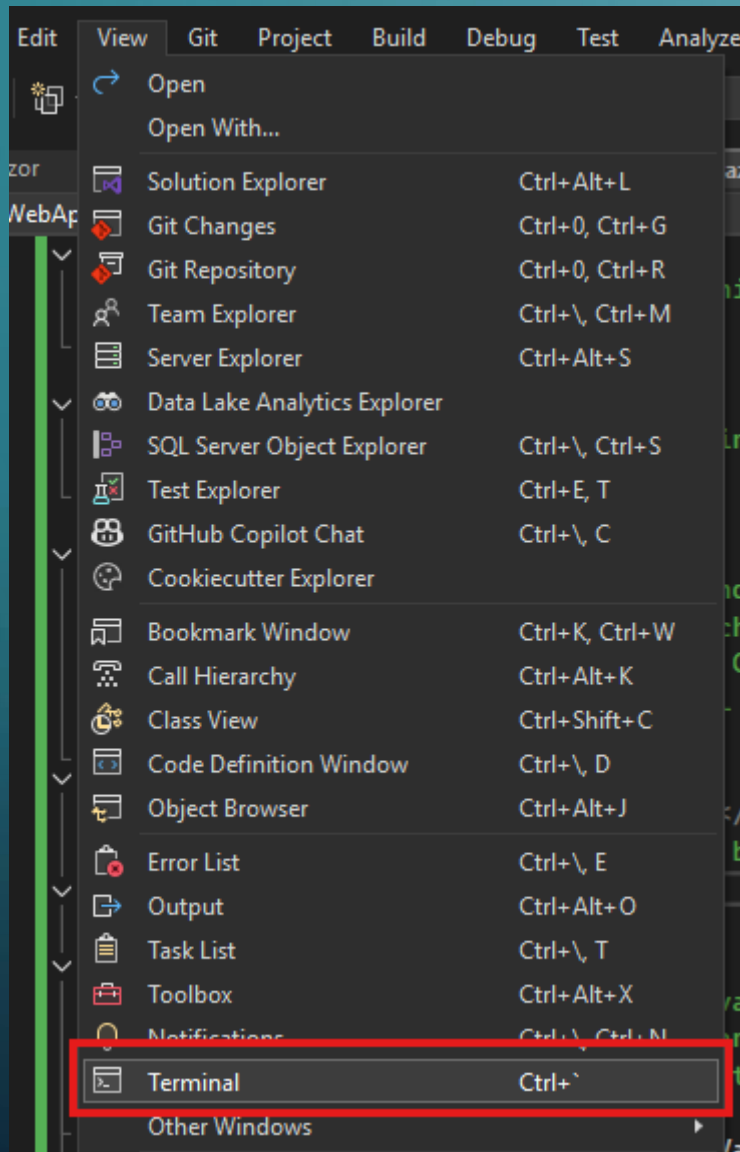 Edit View Git Project Build Debug Test Analyze
Open
Open With...
Solution Explorer Ctrl+Alt+L
Git Changes Ctrl+0, Ctrl+G
Git Repository Ctrl+0, Ctrl+R
Team Explorer Ctrl+\, Ctrl+M
Server Explorer Ctrl+Alt+S
Data Lake Analytics Explorer
SQL Server Object Explorer Ctrl+\, Ctrl+S
Test Explorer Ctrl+E, T
GitHub Copilot Chat Ctrl+\, C
Cookiecutter Explorer
Bookmark Window Ctrl+K, Ctrl+W
Call Hierarchy Ctrl+Alt+K
Class View Ctrl+Shift+C
Code Definition Window Ctrl+\, D
Object Browser Ctrl+Alt+J
Error List Ctrl+\, E
Output Ctrl+Alt+O
Task List Ctrl+\, T
Toolbox Ctrl+Alt+X
Notifications Ctrl+\, Ctrl+N
Terminal Ctrl+`
Other Windows